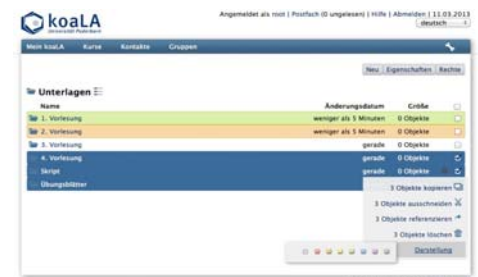 Angemeldet als root | Postfach (0 ungelesen) | Hilfe | Abmelden | 11.03.2013
koaLA
Universität Paderborn
deutsch
Mein koaLA Kurse Kontakte Gruppen
Neu Eigenschaften Rechte
Unterlagen
Name Änderungsdatum Größe
1. Vorlesung weniger als 5 Minuten 0 Objekte
2. Vorlesung weniger als 5 Minuten 0 Objekte
3. Vorlesung gerade 0 Objekte
4. Vorlesung gerade 0 Objekte
Skript gerade 0 Objekte
Übungsblätter
3 Objekte kopieren
3 Objekte ausschneiden
3 Objekte referenzieren
3 Objekte löschen
Darstellung